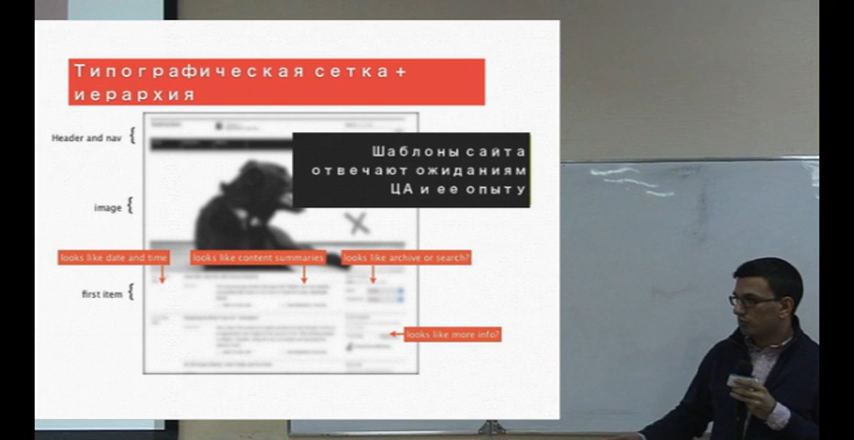 Типографическая сетка +
иерархия
Header and nav
Шаблоны сайта
отвечают ожиданиям
ЦА и ее опыту
image
looks like date and time
looks like content summaries
looks like archive or search?
first item
looks like more info?